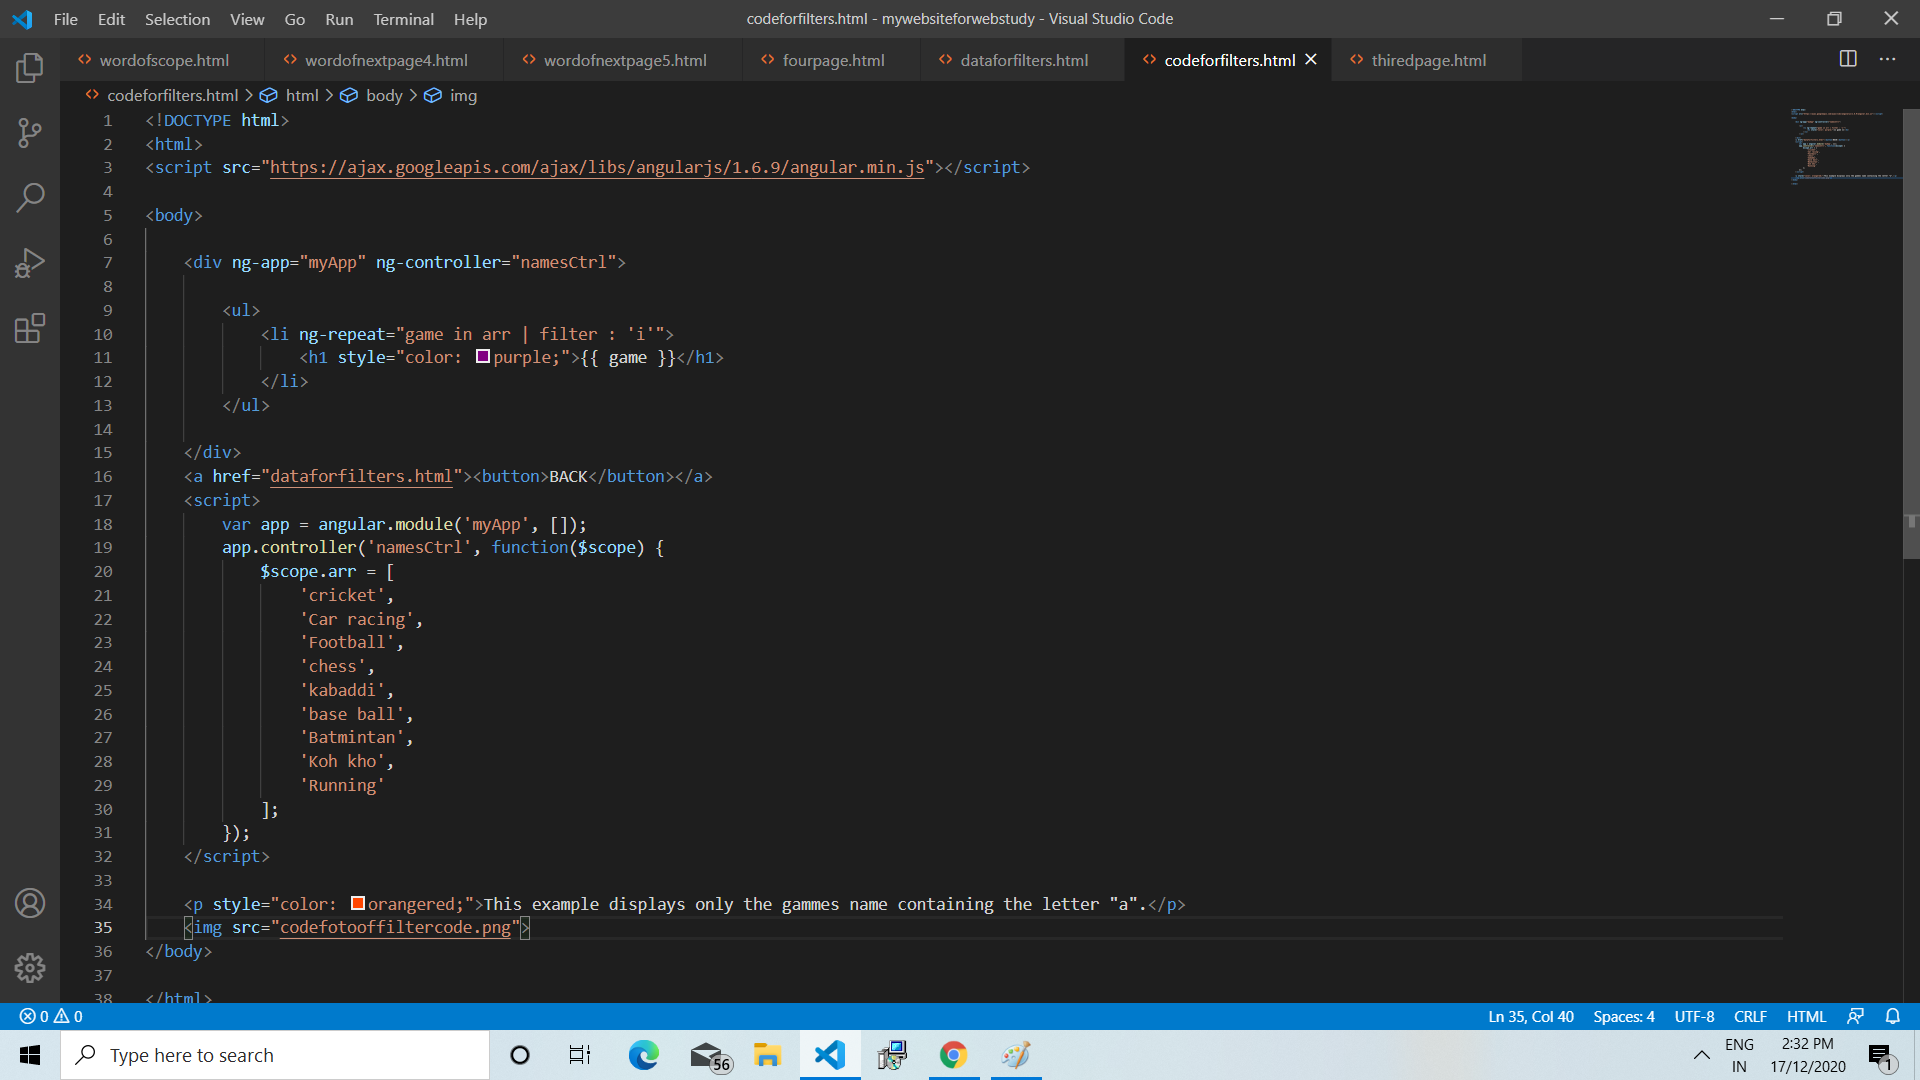 File Edit Selection View Go Run Terminal Help
codeforfilters.html - mywebsiteforwebstudy - Visual Studio Code
wordofscope.html wordofnextpage4.html wordofnextpage5.html fourpage.html dataforfilters.html codeforfilters.html thiredpage.html
codeforfilters.html > html > body > img
1 <!DOCTYPE html>
2 <html>
3 <script src="https://ajax.googleapis.com/ajax/libs/angularjs/1.6.9/angular.min.js"></script>
4
5 <body>
6
7 <div ng-app="myApp" ng-controller="namesCtrl">
8
9 <ul>
10 <li ng-repeat="game in arr | filter : 'i'">
11 <h1 style="color: purple;">{{ game }}</h1>
12 </li>
13 </ul>
14
15 </div>
16 <a href="dataforfilters.html"><button>BACK</button></a>
17 <script>
18 var app = angular.module('myApp', []);
19 app.controller('namesCtrl', function($scope) {
20 $scope.arr = [
21 'cricket',
22 'Car racing',
23 'Football',
24 'chess',
25 'kabaddi',
26 'base ball',
27 'Batmintan',
28 'Koh kho',
29 'Running'
30 ];
31 });
32 </script>
33
34 <p style="color: orangered;">This example displays only the gammes name containing the letter "a".</p>
35 <img src="codefotooffiltercode.png">
36 </body>
37
38 </html>
0 0 Ln 35, Col 40 Spaces: 4 UTF-8 CRLF HTML
Type here to search
56
ENG
IN
2:32 PM
17/12/2020
1